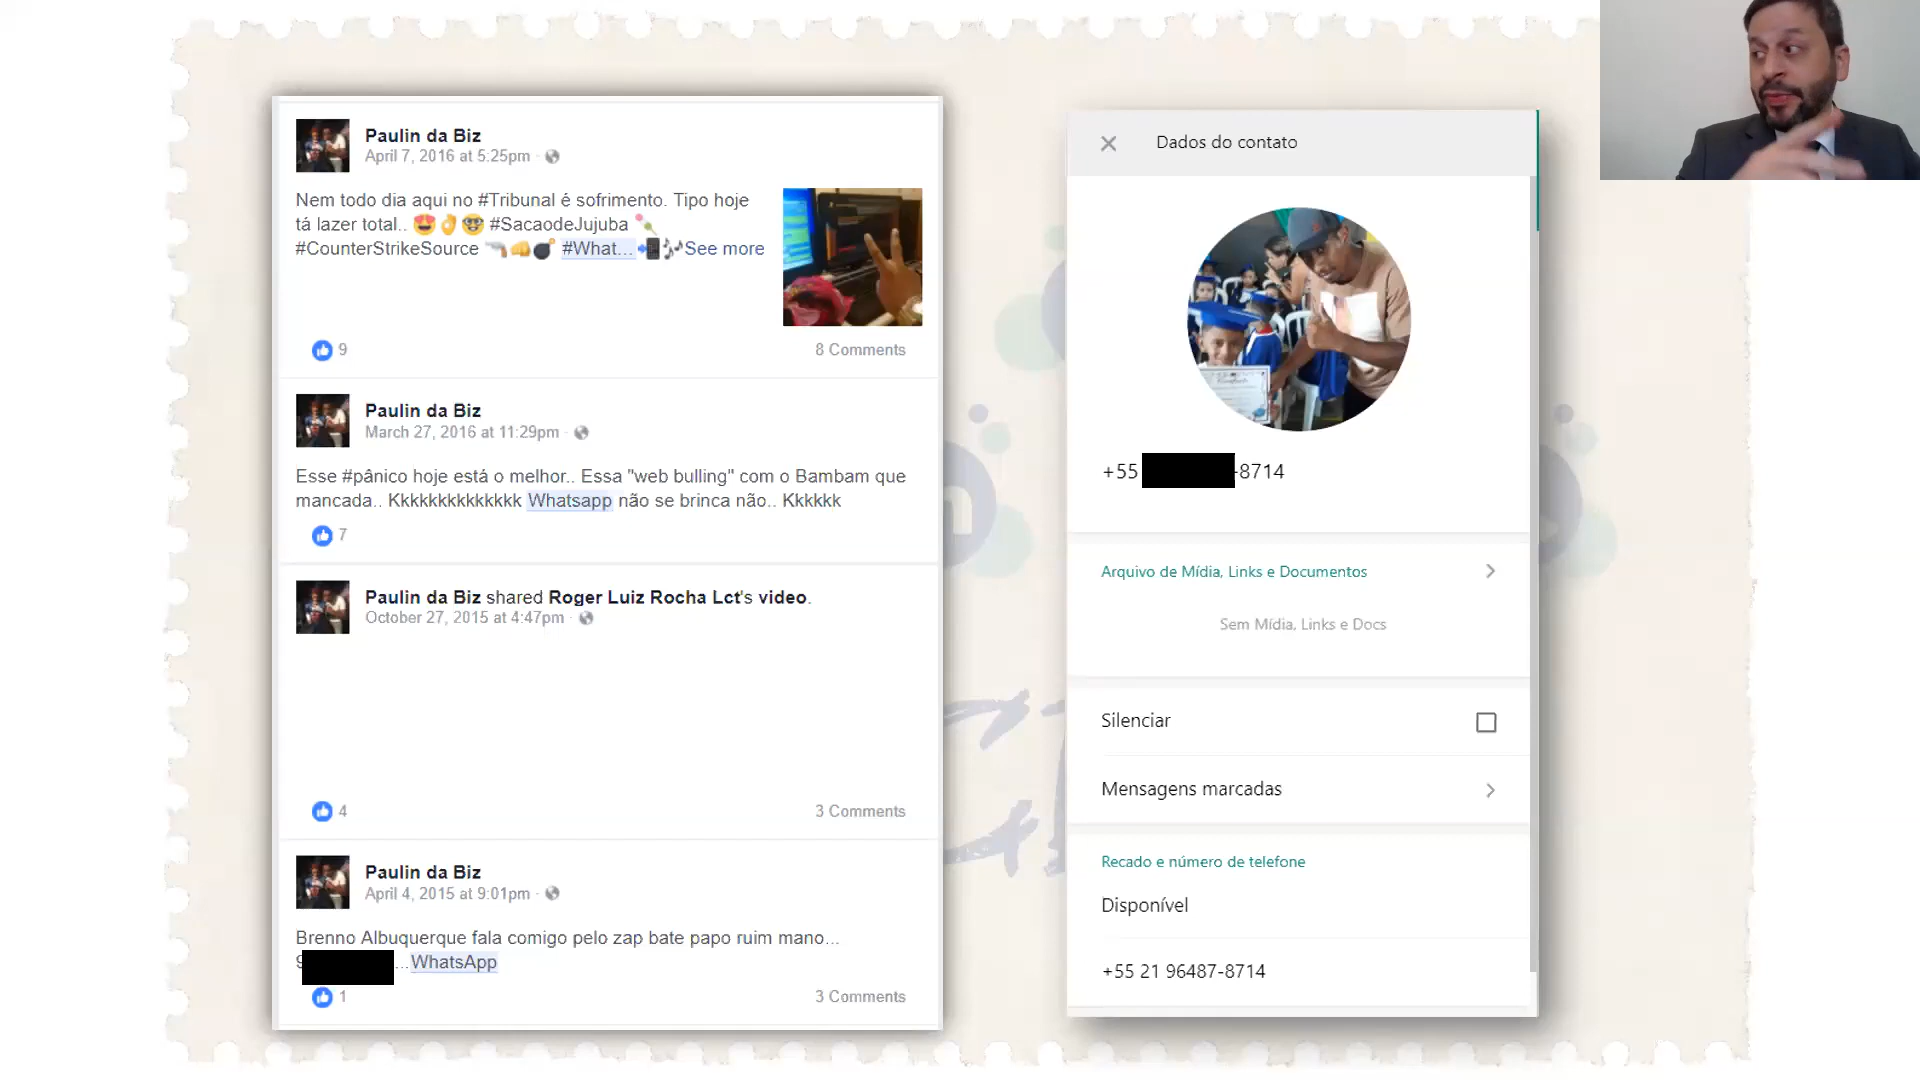 Paulin da Biz
April 7, 2016 at 5:25pm
Nem todo dia aqui no #Tribunal é sofrimento. Tipo hoje
tá lazer total.. 😍👌🤓 #SacaodeJujuba 🍡
#CounterStrikeSource 🔫👊💣 #What... 📲🎶See more
9
8 Comments
Paulin da Biz
March 27, 2016 at 11:29pm
Esse #pânico hoje está o melhor.. Essa "web bulling" com o Bambam que
mancada.. Kkkkkkkkkkkkkk Whatsapp não se brinca não.. Kkkkkk
7
Paulin da Biz shared Roger Luiz Rocha Lct's video.
October 27, 2015 at 4:47pm
4
3 Comments
Paulin da Biz
April 4, 2015 at 9:01pm
Brenno Albuquerque fala comigo pelo zap bate papo ruim mano...
...WhatsApp
1
3 Comments
Dados do contato
+55 -8714
Arquivo de Mídia, Links e Documentos
Sem Mídia, Links e Docs
Silenciar
Mensagens marcadas
Recado e número de telefone
Disponível
+55 21 96487-8714